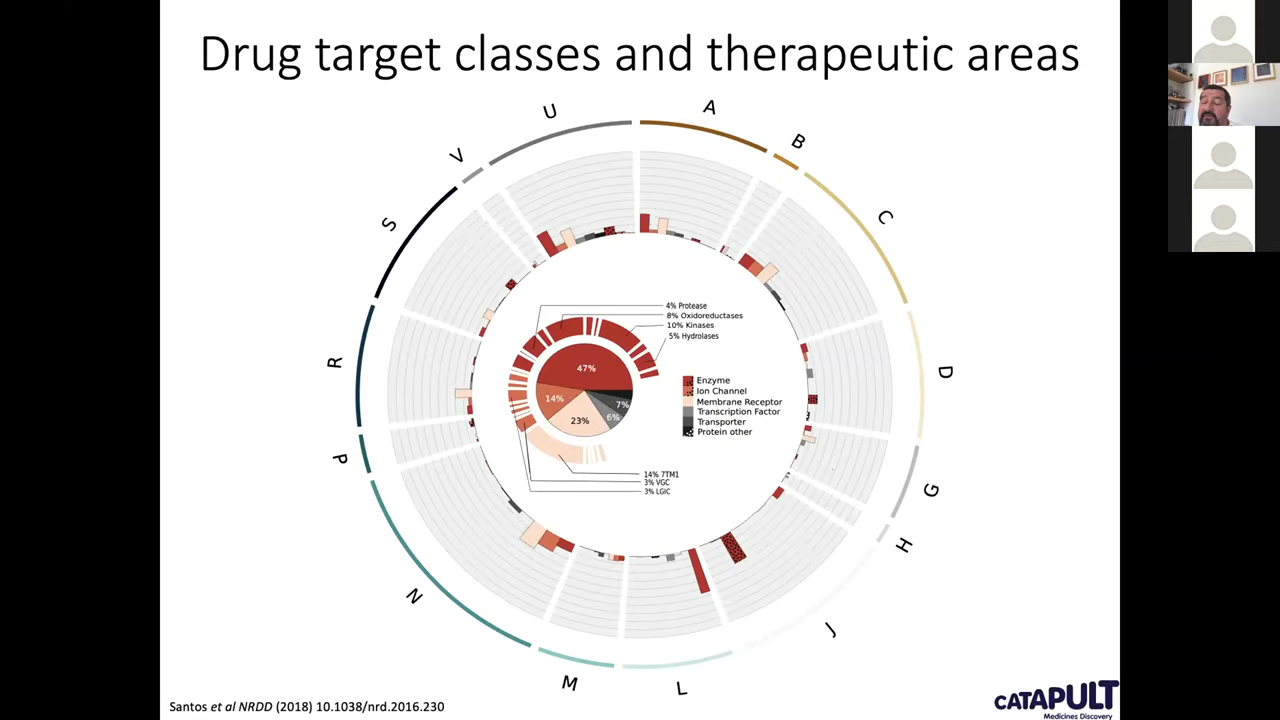 Drug target classes and therapeutic areas
U
A
V
B
S
C
R
D
P
G
N
H
M
L
J
4% Protease
8% Oxidoreductases
10% Kinases
5% Hydrolases
47%
14%
23%
6%
7%
Enzyme
Ion Channel
Membrane Receptor
Transcription Factor
Transporter
Protein other
14% 7TM1
3% VGC
3% LGIC
Santos et al NRDD (2018) 10.1038/nrd.2016.230
CATAPULT
Medicines Discovery